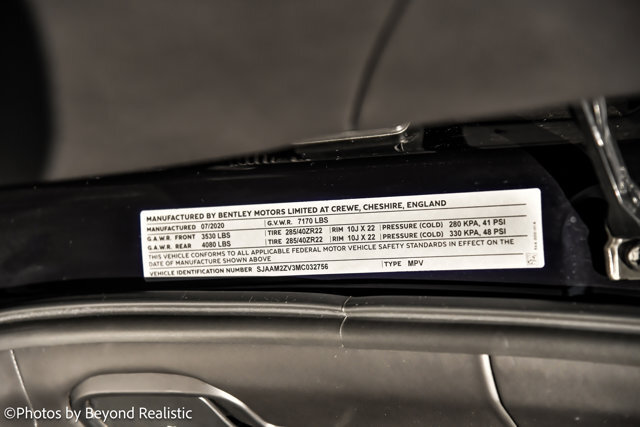 MANUFACTURED BY BENTLEY MOTORS LIMITED AT CREWE, CHESHIRE, ENGLAND
MANUFACTURED 07/2020 G.V.W.R. 7170 LBS
G.A.W.R. FRONT 3530 LBS TIRE 285/40ZR22 RIM 10J X 22 PRESSURE (COLD) 280 KPA, 41 PSI
G.A.W.R. REAR 4080 LBS TIRE 285/40ZR22 RIM 10J X 22 PRESSURE (COLD) 330 KPA, 48 PSI
THIS VEHICLE CONFORMS TO ALL APPLICABLE FEDERAL MOTOR VEHICLE SAFETY STANDARDS IN EFFECT ON THE
DATE OF MANUFACTURE SHOWN ABOVE
VEHICLE IDENTIFICATION NUMBER SJAAM2ZV3MC032756 TYPE MPV
©Photos by Beyond Realistic